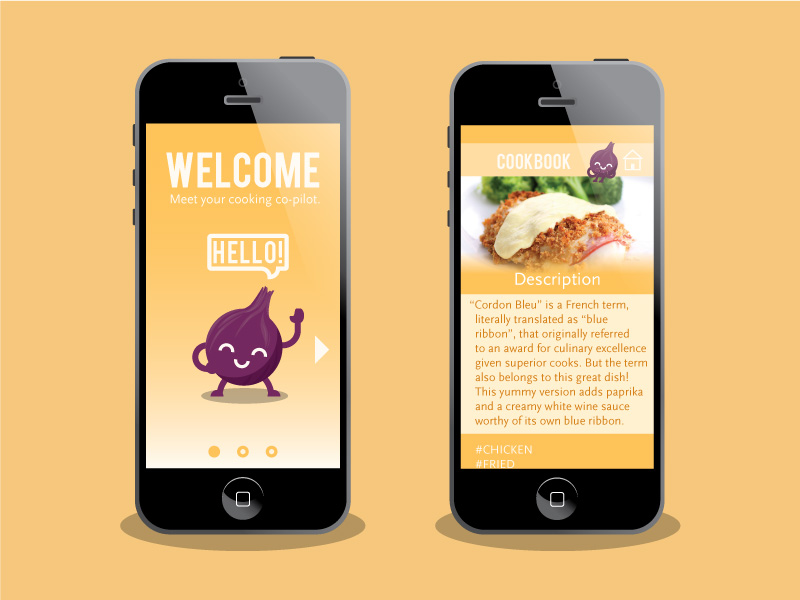 WELCOME
Meet your cooking co-pilot.
HELLO!
COOKBOOK
Description
“Cordon Bleu” is a French term,
literally translated as “blue
ribbon”, that originally referred
to an award for culinary excellence
given superior cooks. But the term
also belongs to this great dish!
This yummy version adds paprika
and a creamy white wine sauce
worthy of its own blue ribbon.
#CHICKEN
#FRIED